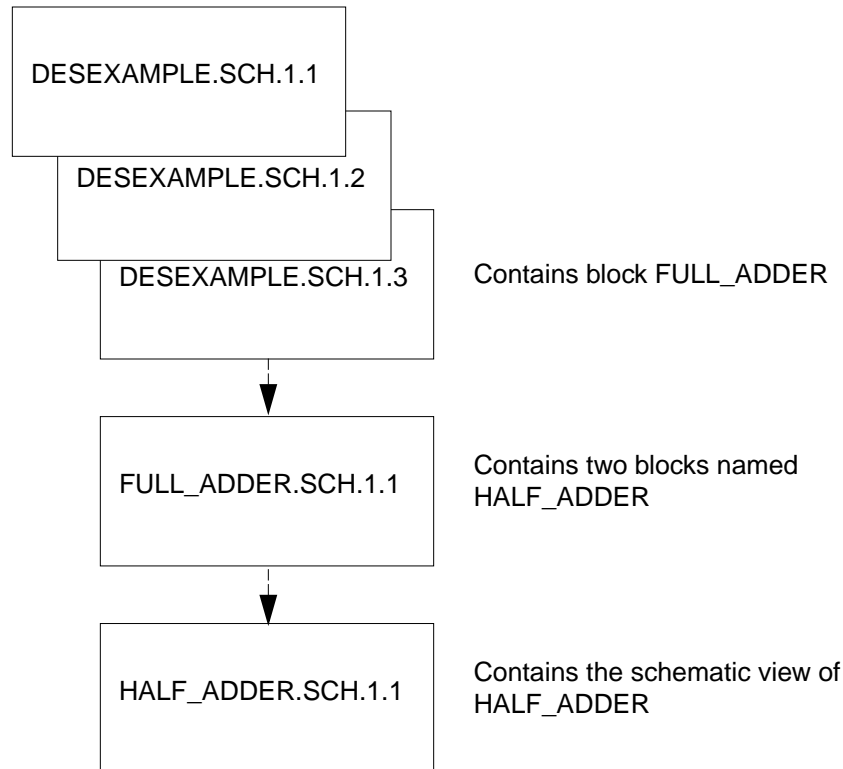 DESEXAMPLE.SCH.1.1
DESEXAMPLE.SCH.1.2
DESEXAMPLE.SCH.1.3
Contains block FULL_ADDER
FULL_ADDER.SCH.1.1
Contains two blocks named
HALF_ADDER
HALF_ADDER.SCH.1.1
Contains the schematic view of
HALF_ADDER